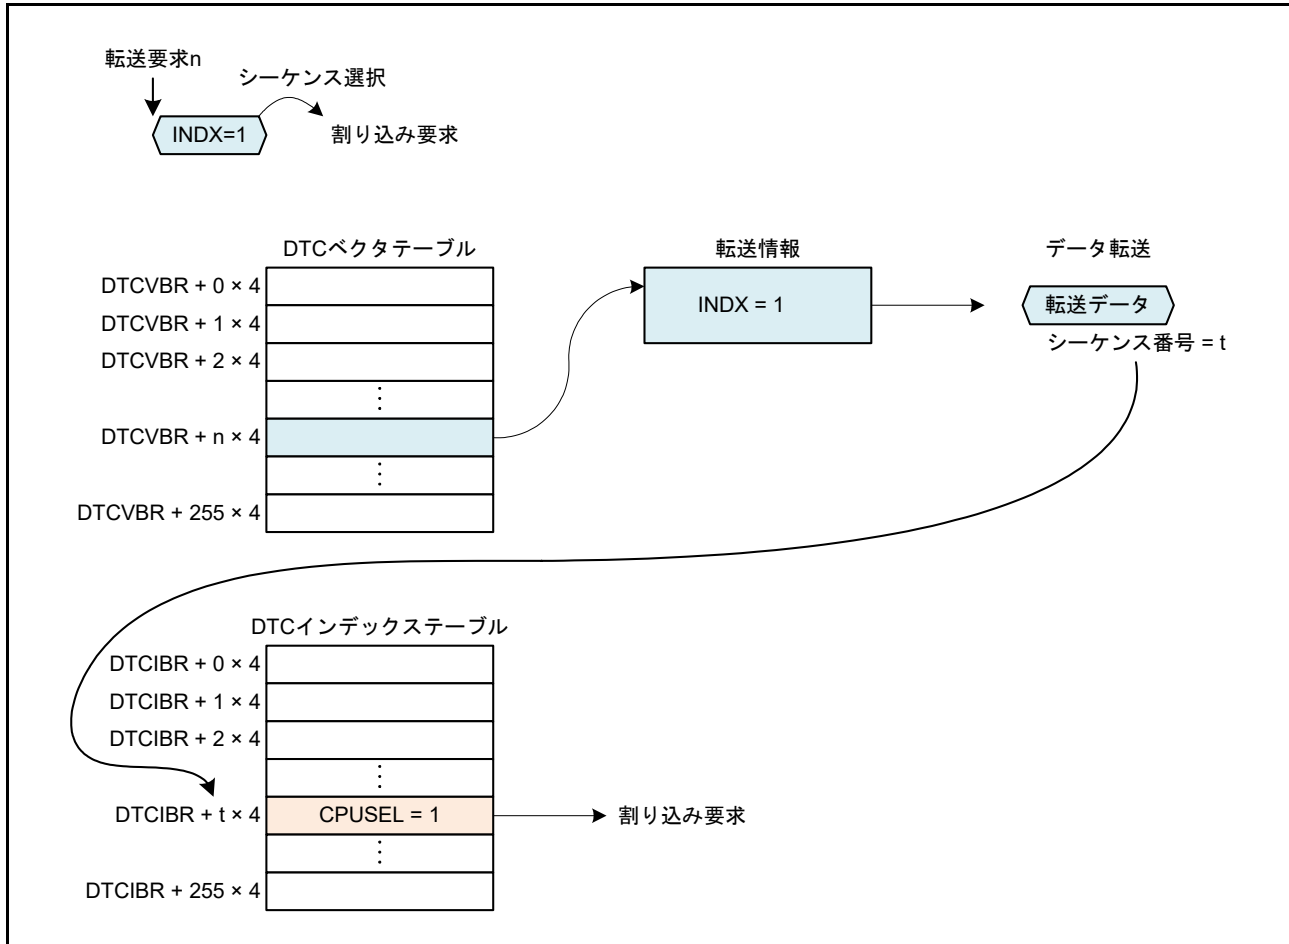 転送要求n
シーケンス選択
INDX=1
割り込み要求
DTCベクタテーブル
転送情報
データ転送
DTCVBR + 0 × 4
INDX = 1
転送データ
DTCVBR + 1 × 4
シーケンス番号 = t
DTCVBR + 2 × 4
⋮
DTCVBR + n × 4
⋮
DTCVBR + 255 × 4
DTCインデックステーブル
DTCIBR + 0 × 4
DTCIBR + 1 × 4
DTCIBR + 2 × 4
⋮
DTCIBR + t × 4
CPUSEL = 1
割り込み要求
⋮
DTCIBR + 255 × 4